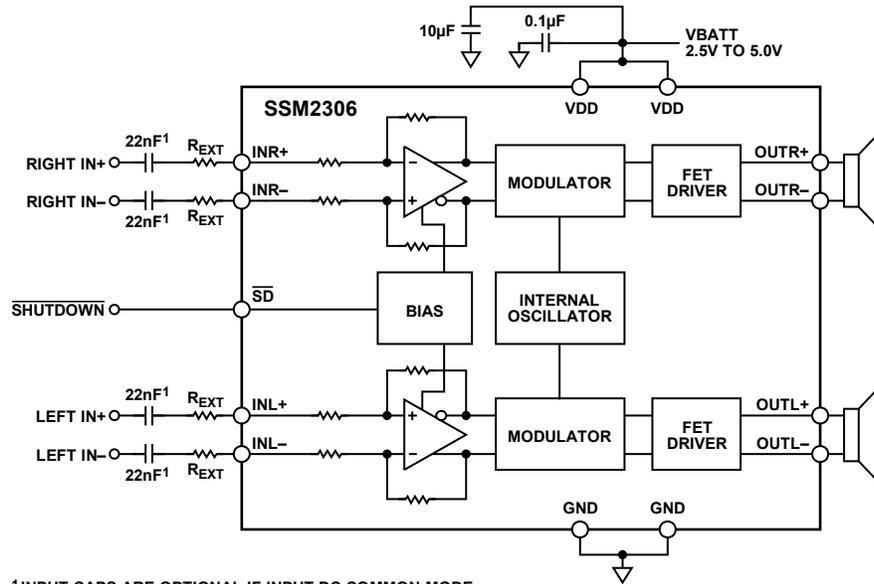 10µF
0.1µF
VBATT
2.5V TO 5.0V
SSM2306
VDD
VDD
22nF1
REXT
RIGHT IN+
INR+
OUTR+
MODULATOR
FET
DRIVER
RIGHT IN–
INR–
OUTR–
22nF1
REXT
SHUTDOWN
SD
BIAS
INTERNAL
OSCILLATOR
22nF1
REXT
LEFT IN+
INL+
OUTL+
MODULATOR
FET
DRIVER
LEFT IN–
INL–
OUTL–
22nF1
REXT
GND
GND
1INPUT CAPS ARE OPTIONAL IF INPUT DC COMMON-MODE